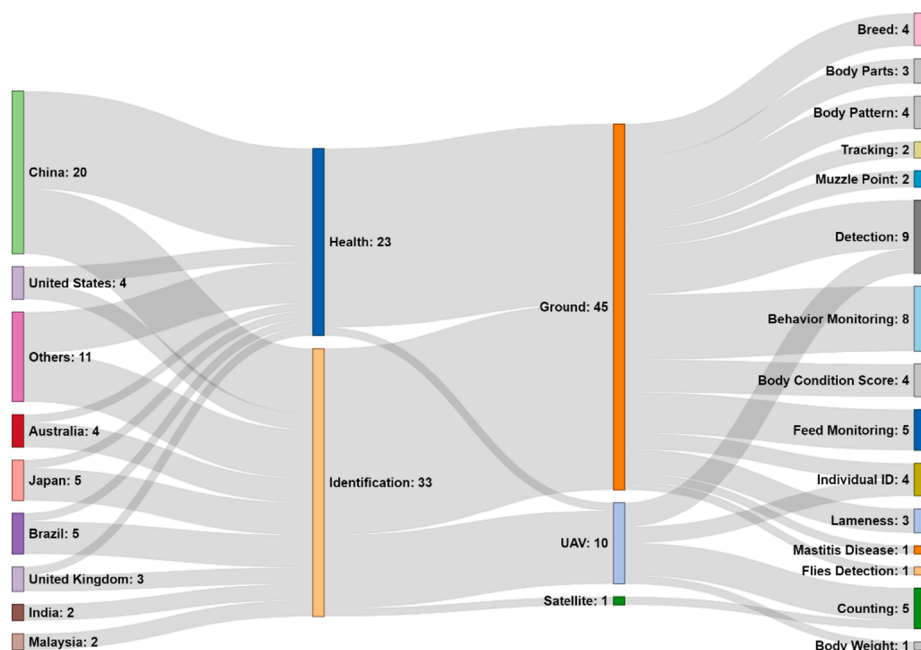 China: 20
United States: 4
Others: 11
Australia: 4
Japan: 5
Brazil: 5
United Kingdom: 3
India: 2
Malaysia: 2
Health: 23
Identification: 33
Ground: 45
UAV: 10
Satellite: 1
Breed: 4
Body Parts: 3
Body Pattern: 4
Tracking: 2
Muzzle Point: 2
Detection: 9
Behavior Monitoring: 8
Body Condition Score: 4
Feed Monitoring: 5
Individual ID: 4
Lameness: 3
Mastitis Disease: 1
Flies Detection: 1
Counting: 5
Body Weight: 1